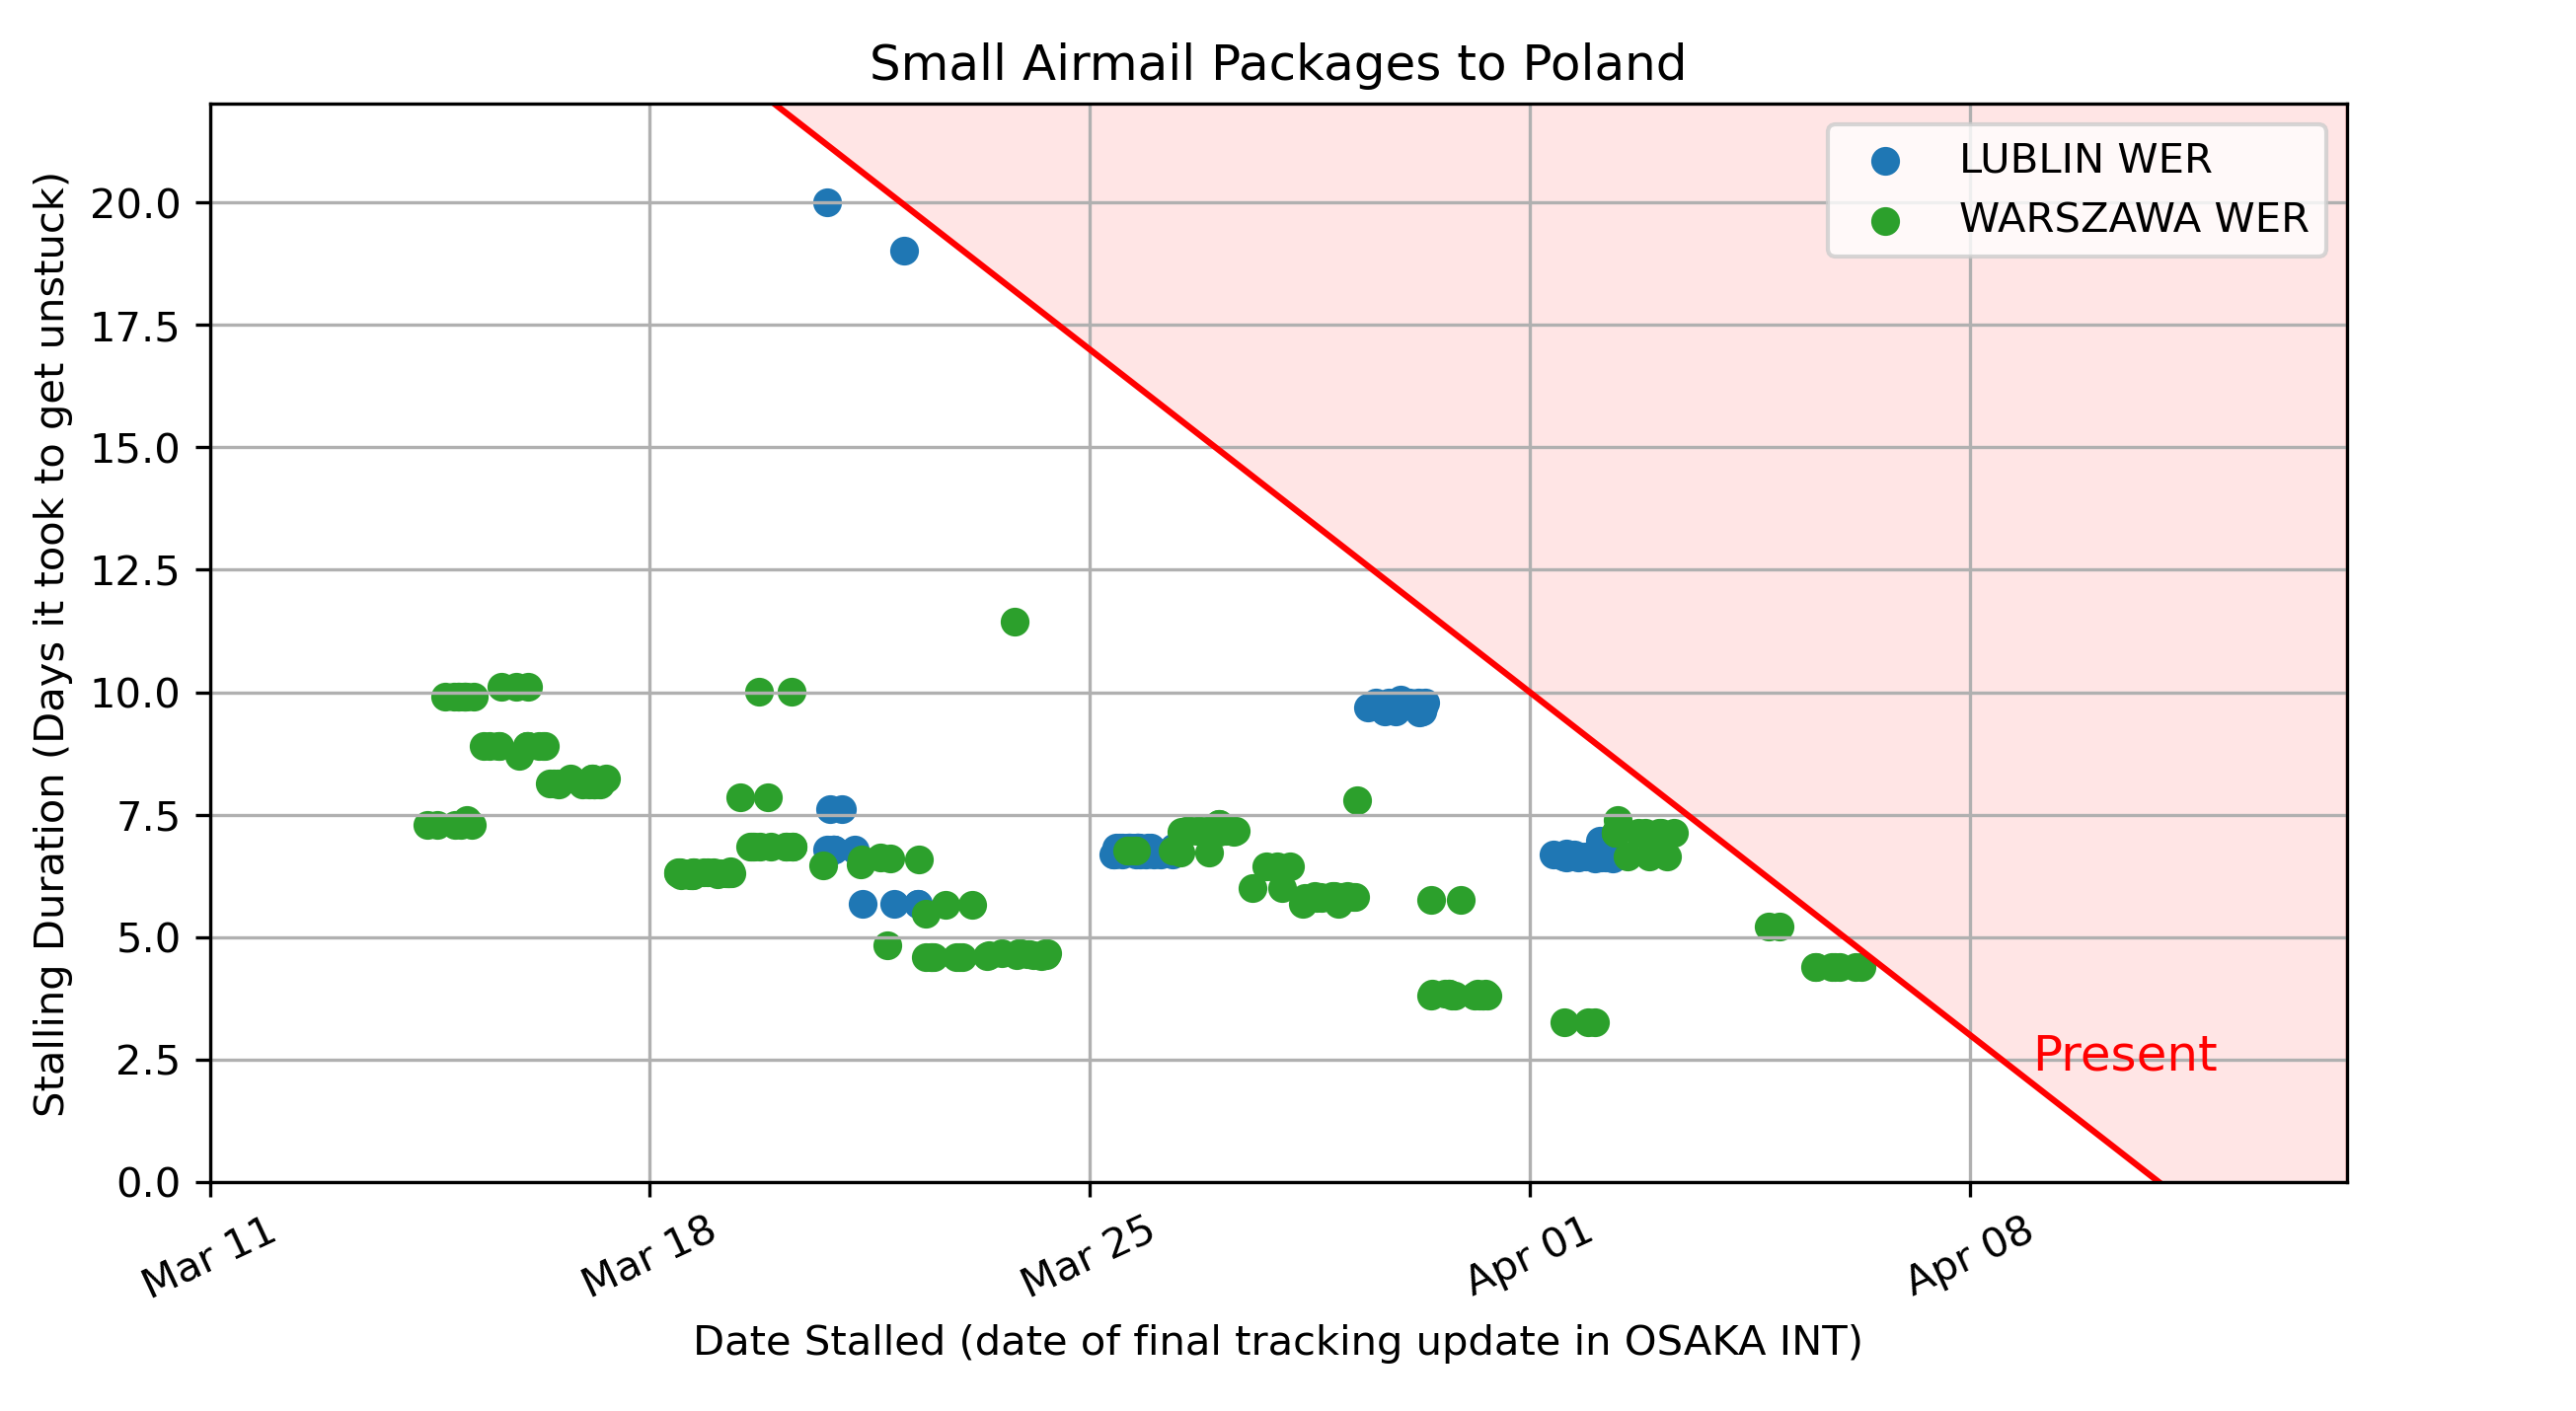 Small Airmail Packages to Poland
LUBLIN WER
WARSZAWA WER
Stalling Duration (Days it took to get unstuck)
20.0
17.5
15.0
12.5
10.0
7.5
5.0
2.5
0.0
Present
Mar 11
Mar 18
Mar 25
Apr 01
Apr 08
Date Stalled (date of final tracking update in OSAKA INT)